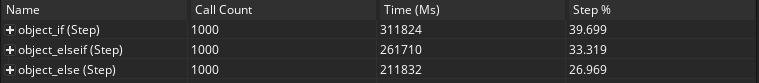 Name Call Count Time (Ms) Step %
object_if (Step) 1000 311824 39.699
object_elseif (Step) 1000 261710 33.319
object_else (Step) 1000 211832 26.969